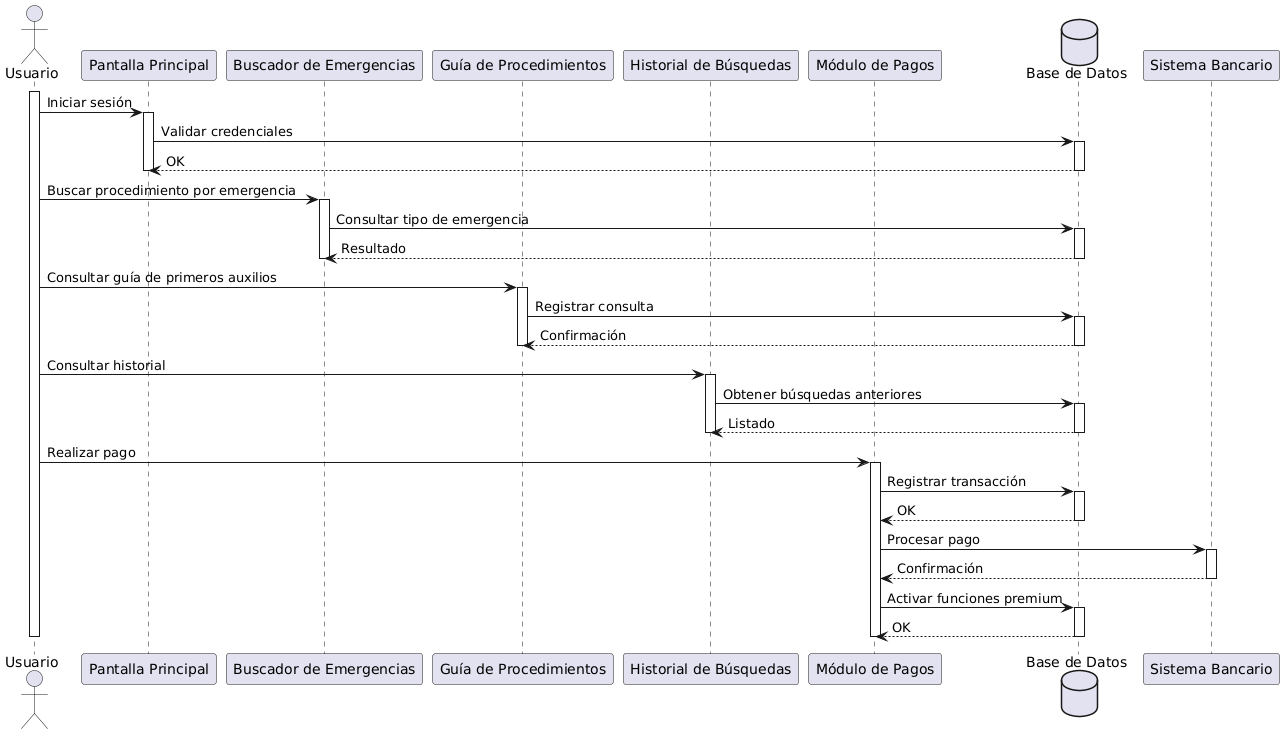 Usuario
Pantalla Principal
Buscador de Emergencias
Guía de Procedimientos
Historial de Búsquedas
Módulo de Pagos
Base de Datos
Sistema Bancario
Iniciar sesión
Validar credenciales
OK
Buscar procedimiento por emergencia
Consultar tipo de emergencia
Resultado
Consultar guía de primeros auxilios
Registrar consulta
Confirmación
Consultar historial
Obtener búsquedas anteriores
Listado
Realizar pago
Registrar transacción
OK
Procesar pago
Confirmación
Activar funciones premium
OK
Usuario
Pantalla Principal
Buscador de Emergencias
Guía de Procedimientos
Historial de Búsquedas
Módulo de Pagos
Base de Datos
Sistema Bancario